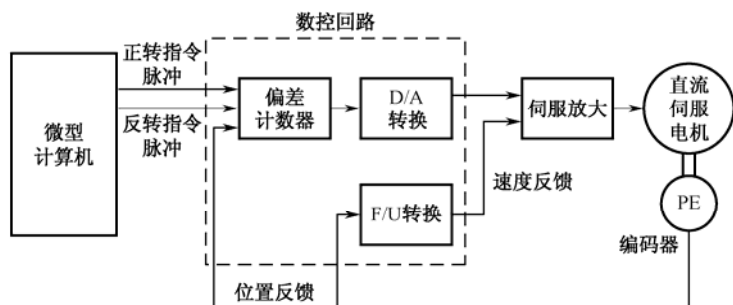 数控回路
正转指令
脉冲
反转指令
脉冲
微型
计算机
偏差
计数器
D/A
转换
伺服放大
直流
伺服
电机
F/U转换
速度反馈
PE
编码器
位置反馈